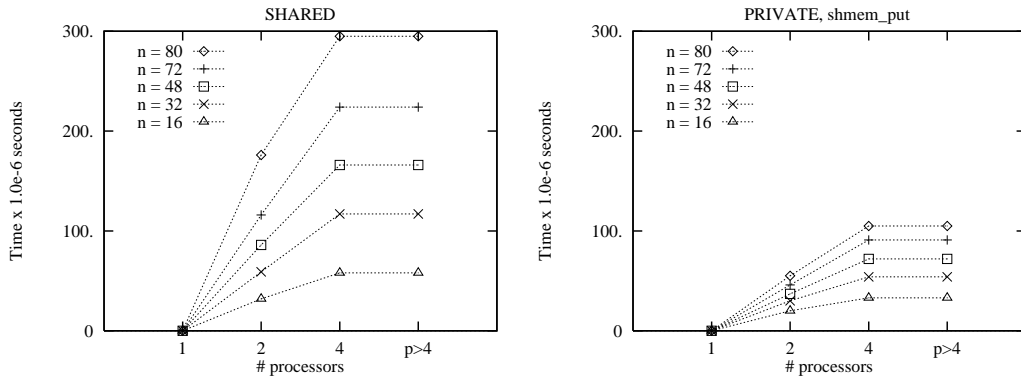 SHARED
300.
200.
100.
0
Time x 1.0e-6 seconds
n = 80
n = 72
n = 48
n = 32
n = 16
1 2 4 p>4
# processors
PRIVATE, shmem_put
300.
200.
100.
0
Time x 1.0e-6 seconds
n = 80
n = 72
n = 48
n = 32
n = 16
1 2 4 p>4
# processors